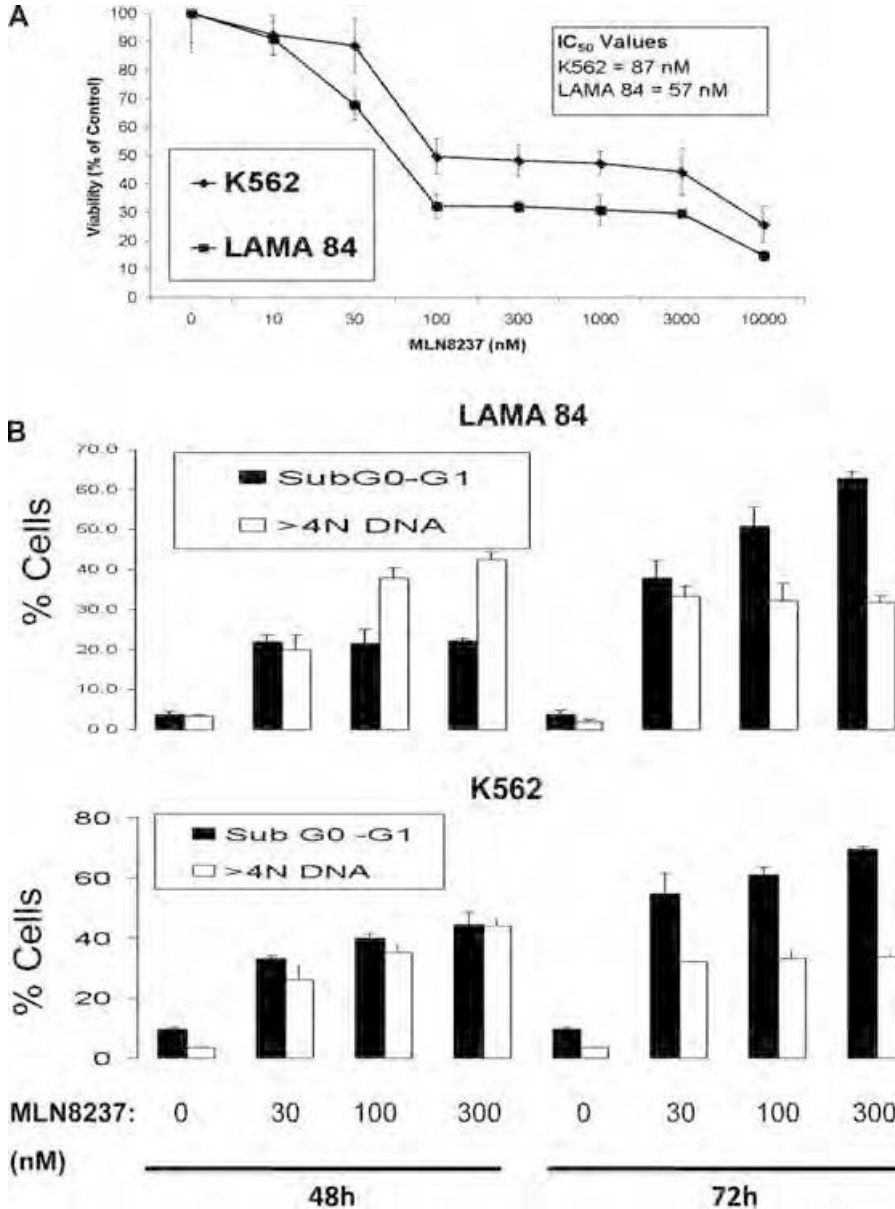 A
100
90
80
70
60
50
40
30
20
10
0
Viability (% of Control)
IC50 Values
K562 = 87 nM
LAMA 84 = 57 nM
K562
LAMA 84
0 10 30 100 300 1000 3000 10000
MLN8237 (nM)
B
LAMA 84
70.0
60.0
50.0
40.0
30.0
20.0
10.0
0.0
% Cells
SubG0-G1
>4N DNA
K562
80
60
40
20
0
% Cells
Sub G0 -G1
>4N DNA
MLN8237: 0 30 100 300 0 30 100 300
(nM)
48h 72h